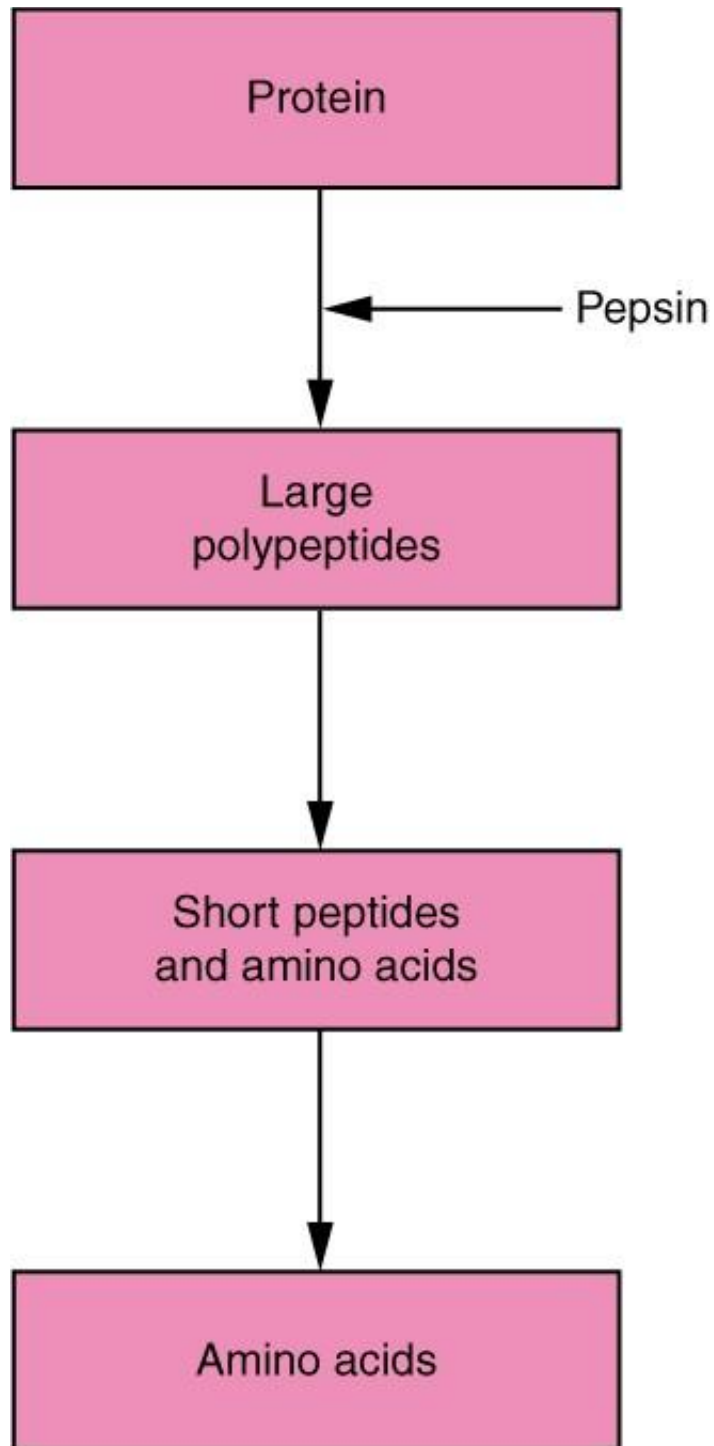 Protein
Pepsin
Large
polypeptides
Short peptides
and amino acids
Amino acids